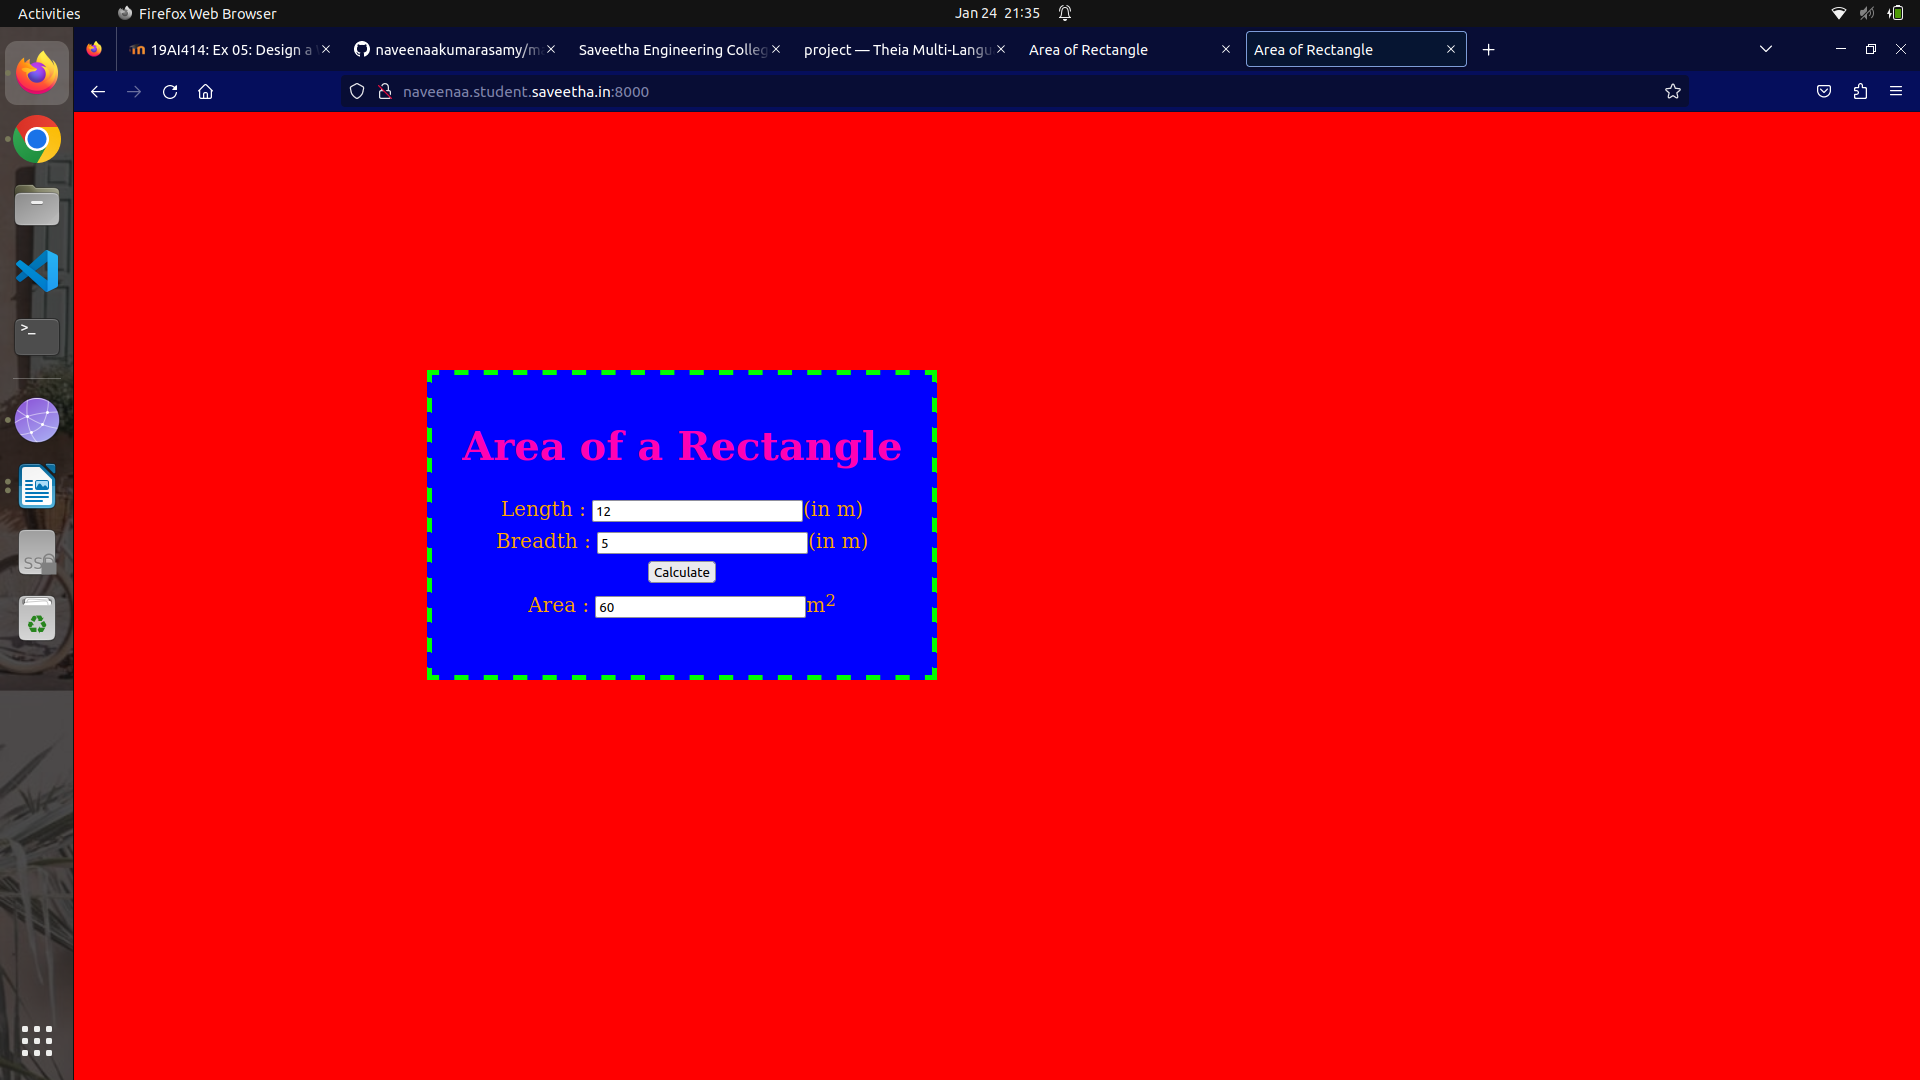 Activities
Firefox Web Browser
Jan 24 21:35
19AI414: Ex 05: Design a
naveenaakumarasamy/m
Saveetha Engineering Colleg
project — Theia Multi-Langu
Area of Rectangle
Area of Rectangle
naveenaa.student.saveetha.in:8000
Area of a Rectangle
Length : 12 (in m)
Breadth : 5 (in m)
Calculate
Area : 60 m²
>_
SSD